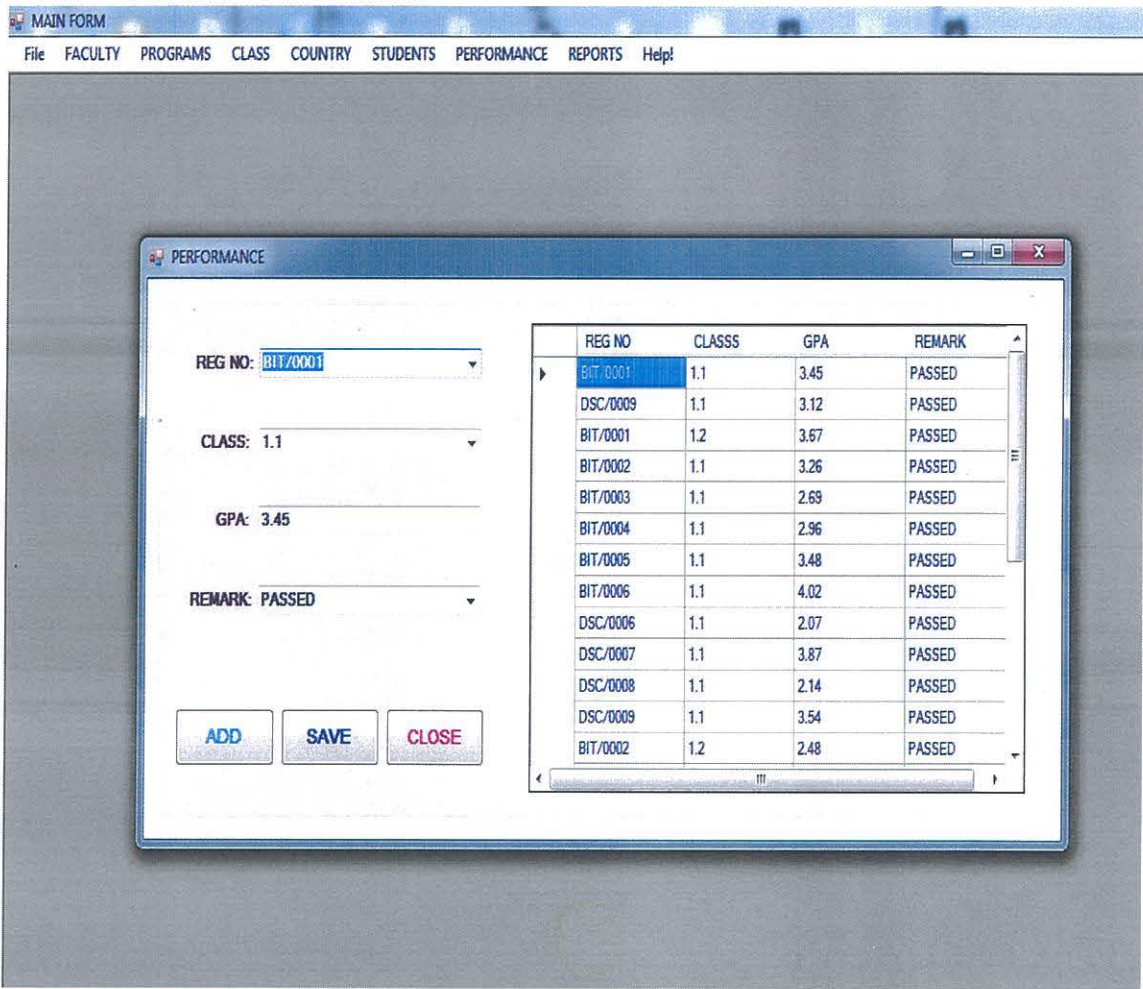 MAIN FORM
File FACULTY PROGRAMS CLASS COUNTRY STUDENTS PERFORMANCE REPORTS Help!
PERFORMANCE
REG NO: BIT/0001
CLASS: 1.1
GPA: 3.45
REMARK: PASSED
ADD SAVE CLOSE
REG NO CLASSS GPA REMARK
BIT/0001 1.1 3.45 PASSED
DSC/0009 1.1 3.12 PASSED
BIT/0001 1.2 3.67 PASSED
BIT/0002 1.1 3.26 PASSED
BIT/0003 1.1 2.69 PASSED
BIT/0004 1.1 2.96 PASSED
BIT/0005 1.1 3.48 PASSED
BIT/0006 1.1 4.02 PASSED
DSC/0006 1.1 2.07 PASSED
DSC/0007 1.1 3.87 PASSED
DSC/0008 1.1 2.14 PASSED
DSC/0009 1.1 3.54 PASSED
BIT/0002 1.2 2.48 PASSED